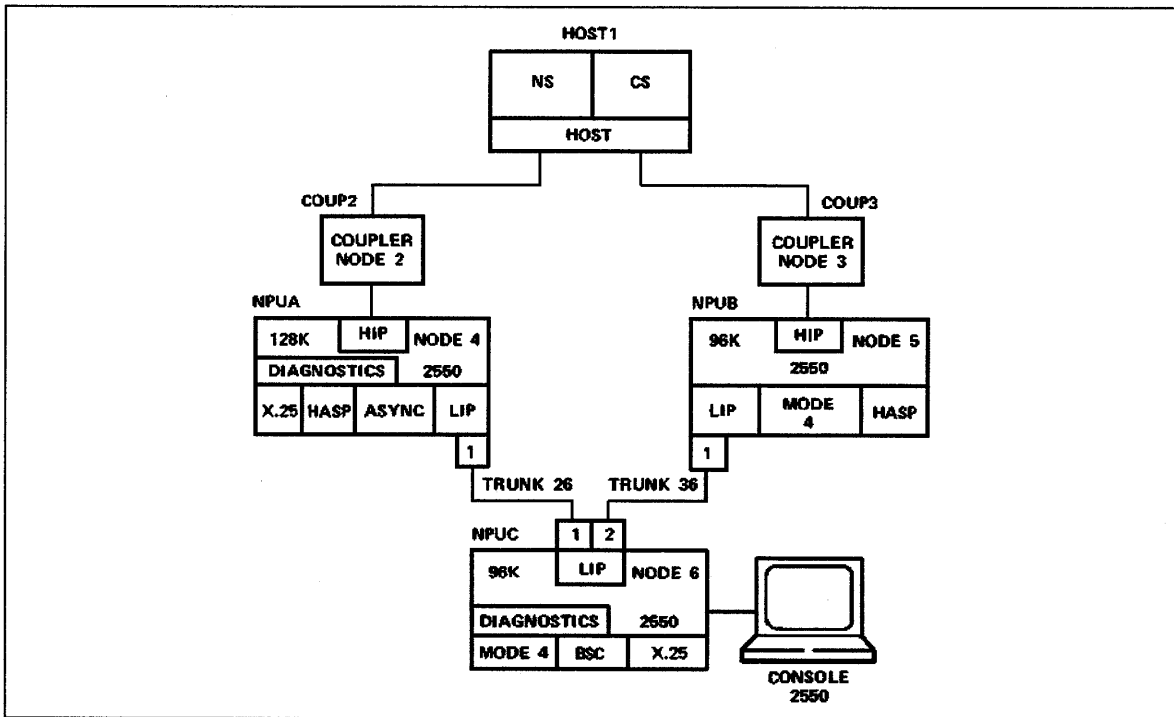 HOST1
NS CS
HOST
COUP2 COUP3
COUPLER
NODE 2
COUPLER
NODE 3
NPUA
128K HIP NODE 4
DIAGNOSTICS 2550
X.25 HASP ASYNC LIP
1
NPUB
96K HIP NODE 5
2550
LIP MODE
4 HASP
1
TRUNK 26 TRUNK 36
NPUC
1 2
96K LIP NODE 6
DIAGNOSTICS 2550
MODE 4 BSC X.25
CONSOLE
2550